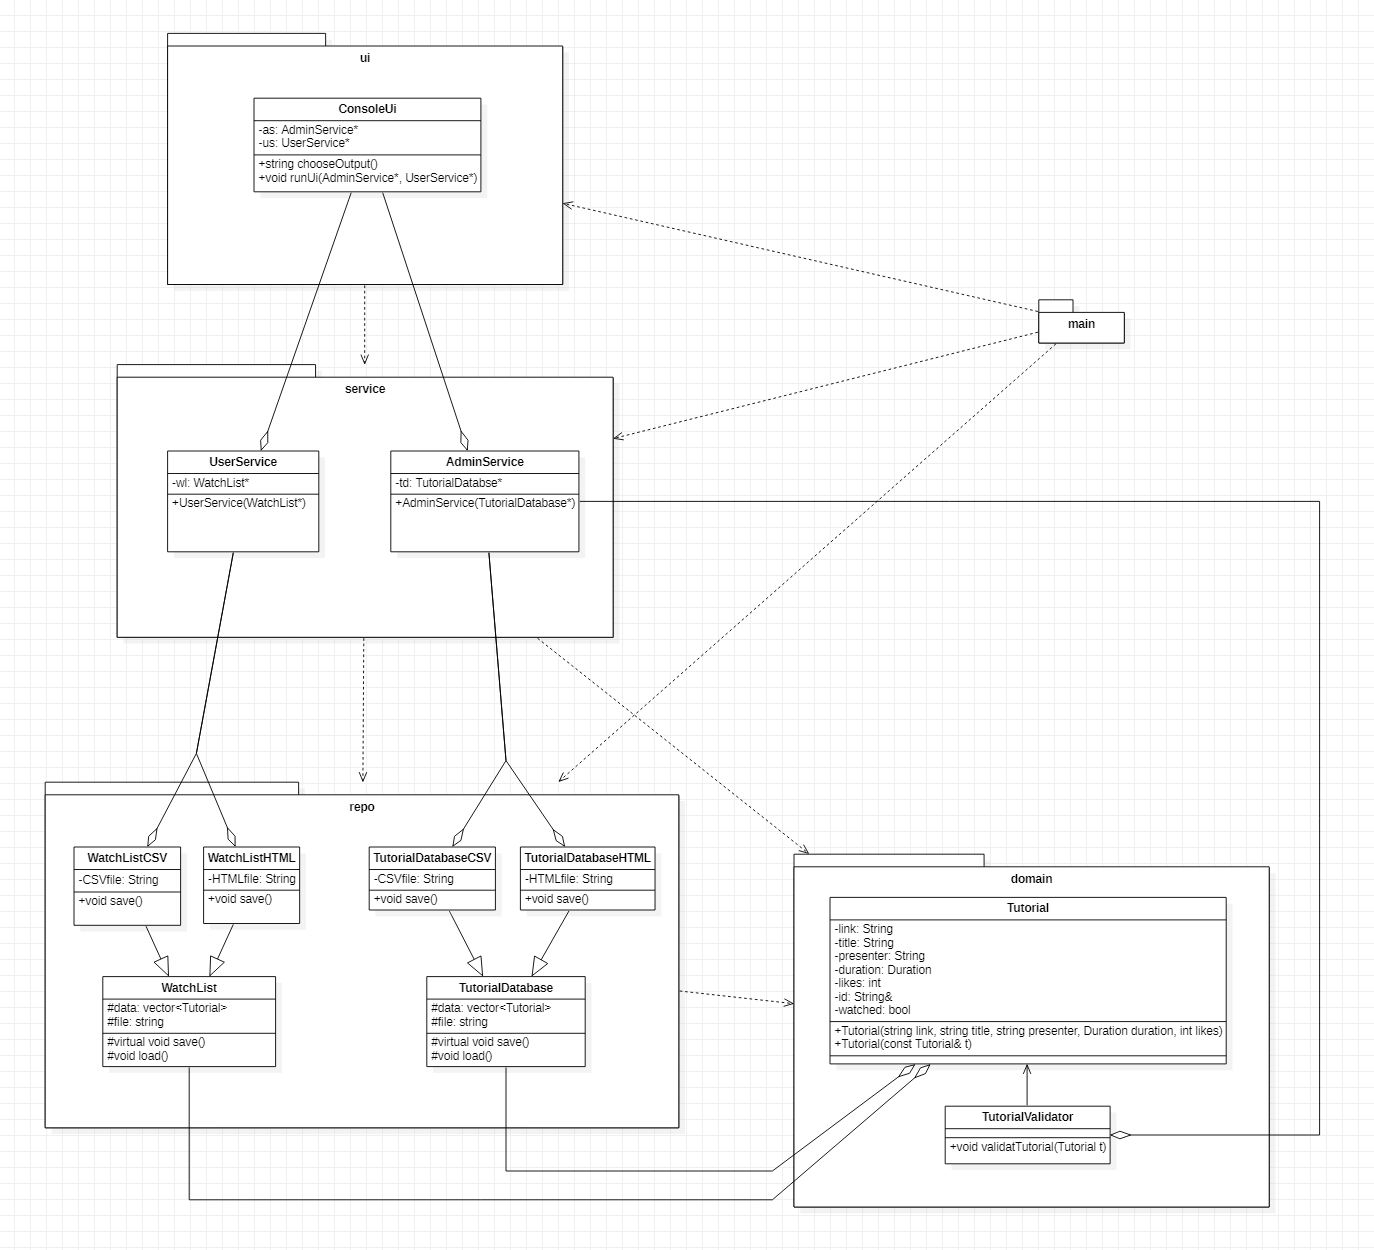 ui
ConsoleUi
-as: AdminService*
-us: UserService*
+string chooseOutput()
+void runUi(AdminService*, UserService*)
main
service
UserService
-wl: WatchList*
+UserService(WatchList*)
AdminService
-td: TutorialDatabse*
+AdminService(TutorialDatabase*)
repo
WatchListCSV
-CSVfile: String
+void save()
WatchListHTML
-HTMLfile: String
+void save()
TutorialDatabaseCSV
-CSVfile: String
+void save()
TutorialDatabaseHTML
-HTMLfile: String
+void save()
WatchList
#data: vector<Tutorial>
#file: string
#virtual void save()
#void load()
TutorialDatabase
#data: vector<Tutorial>
#file: string
#virtual void save()
#void load()
domain
Tutorial
-link: String
-title: String
-presenter: String
-duration: Duration
-likes: int
-id: String&
-watched: bool
+Tutorial(string link, string title, string presenter, Duration duration, int likes)
+Tutorial(const Tutorial& t)
TutorialValidator
+void validatTutorial(Tutorial t)